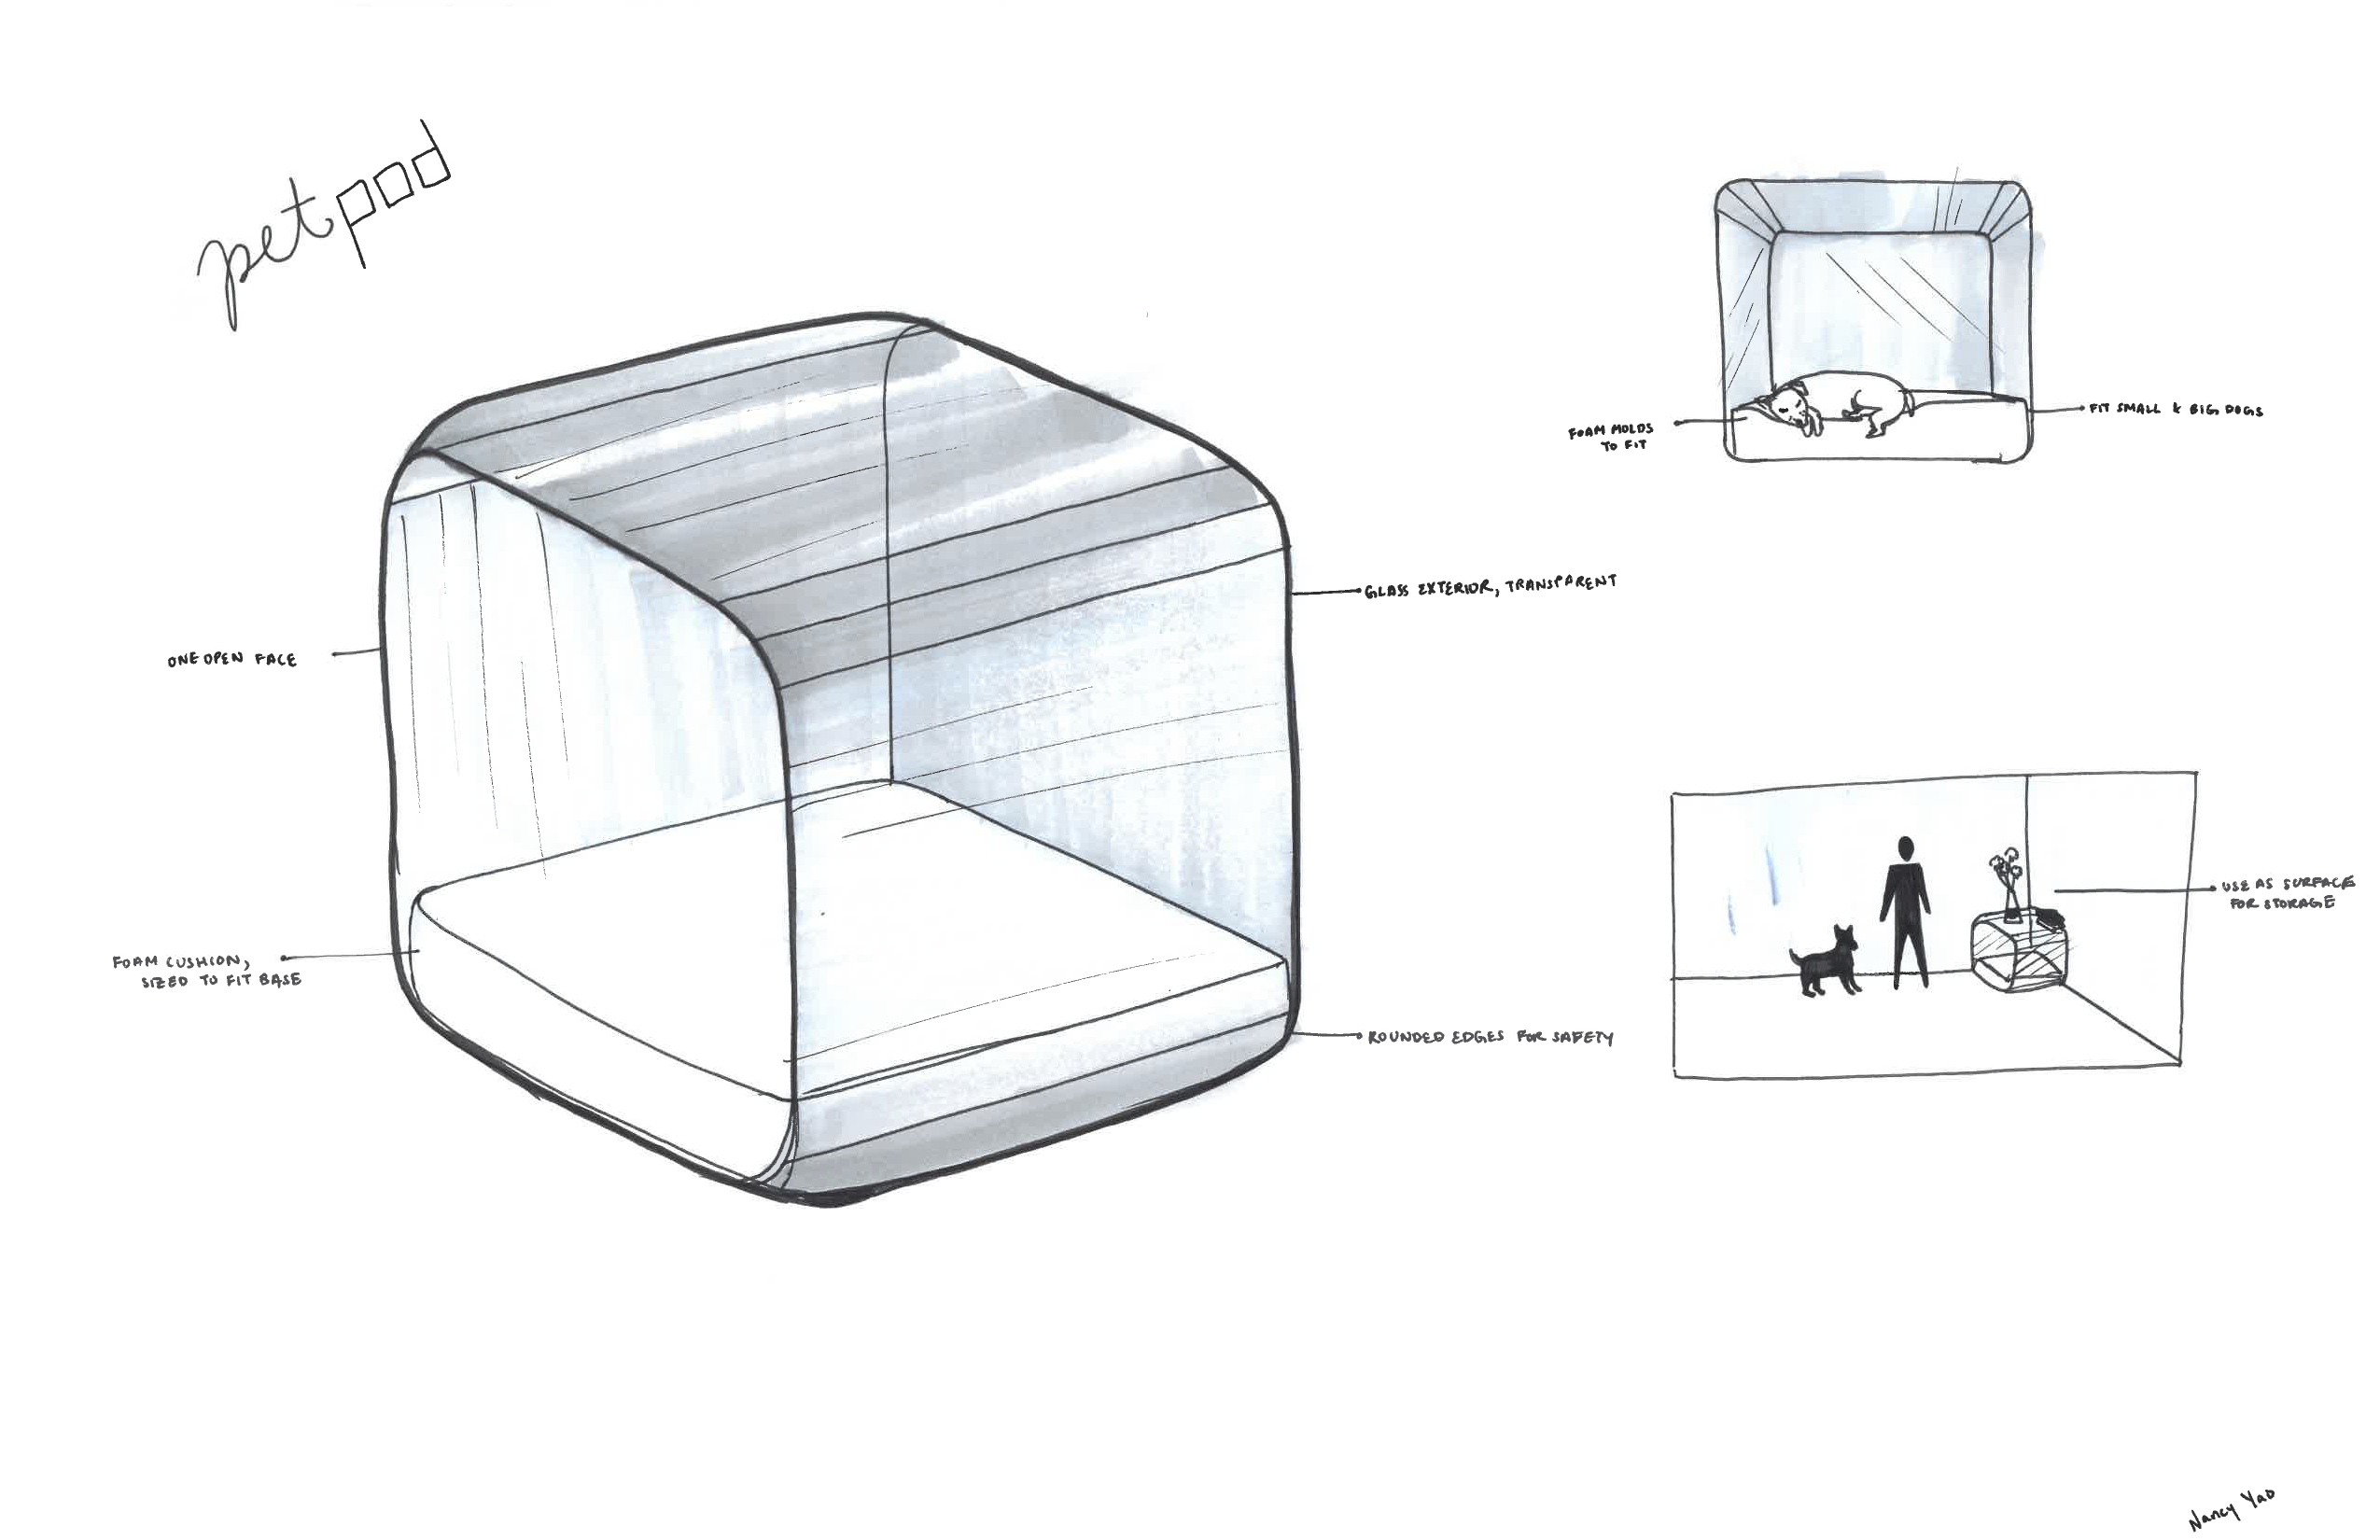 petpod
FOAM MOLDS
TO FIT
FIT SMALL & BIG DOGS
GLASS EXTERIOR, TRANSPARENT
ONE OPEN FACE
USE AS SURFACE
FOR STORAGE
FOAM CUSHION,
SIZED TO FIT BASE
ROUNDED EDGES FOR SAFETY
Nancy Yao